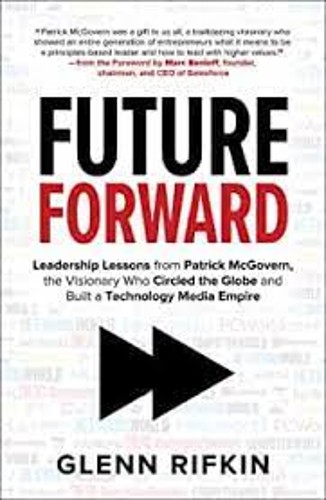 "Patrick McGovern was a gift to us all, a trailblazing visionary who
showed an entire generation of entrepreneurs what it means to be
a principles-based leader and how to lead with higher values."
—from the Foreword by Marc Benioff, founder,
chairman, and CEO of Salesforce
FUTURE
FORWARD
Leadership Lessons from Patrick McGovern,
the Visionary Who Circled the Globe and
Built a Technology Media Empire
GLENN RIFKIN